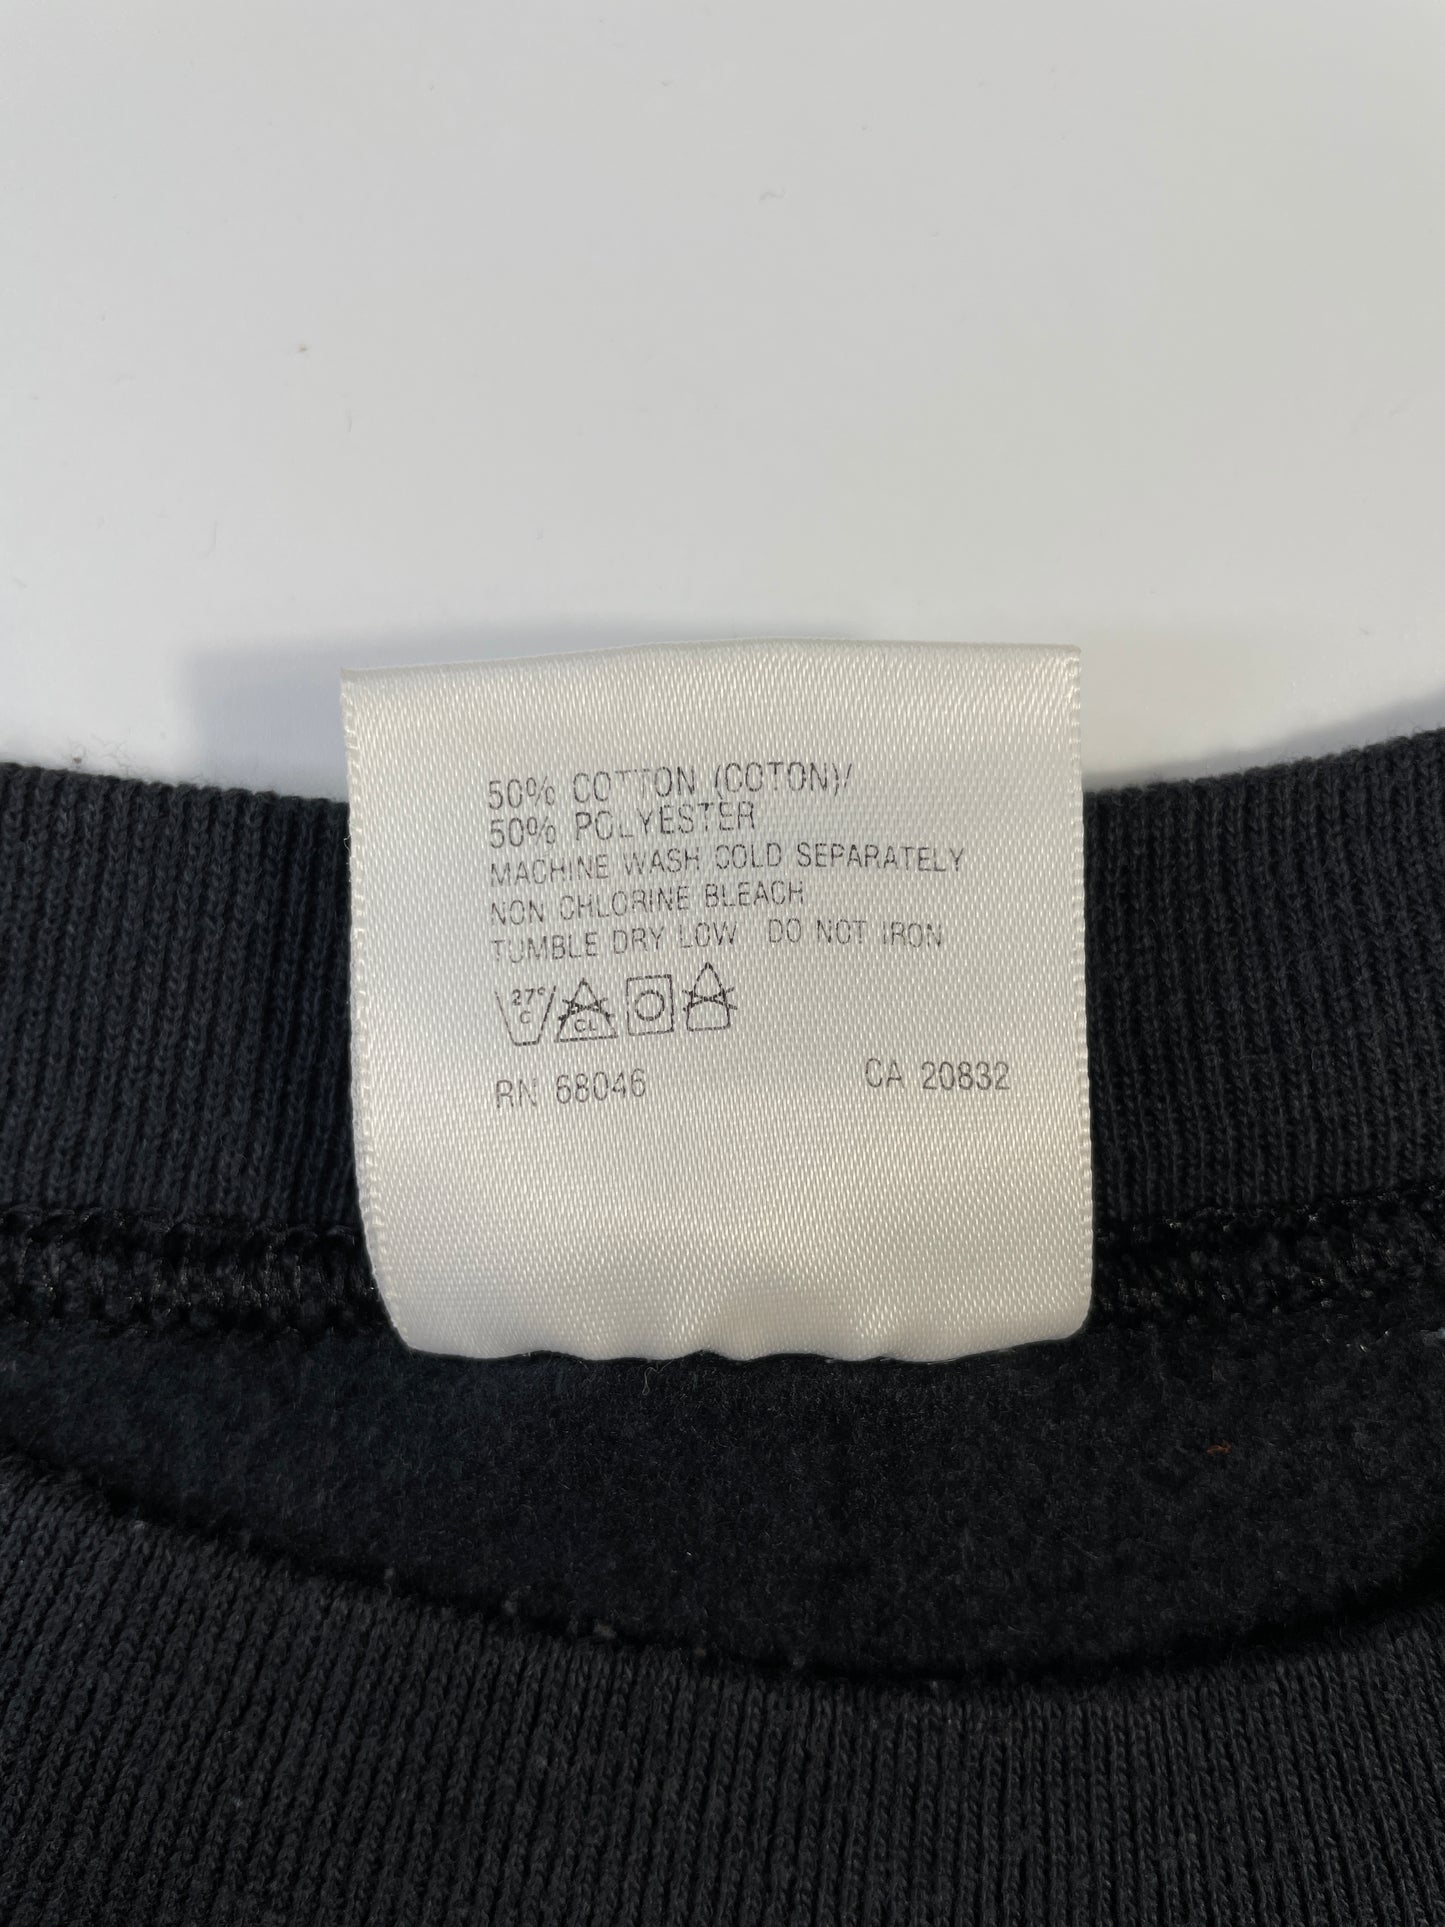 50% COTTON (COTON)/
50% POLYESTER
MACHINE WASH COLD SEPARATELY
NON CHLORINE BLEACH
TUMBLE DRY LOW DO NOT IRON
27°
C CL
RN 68046 CA 20832